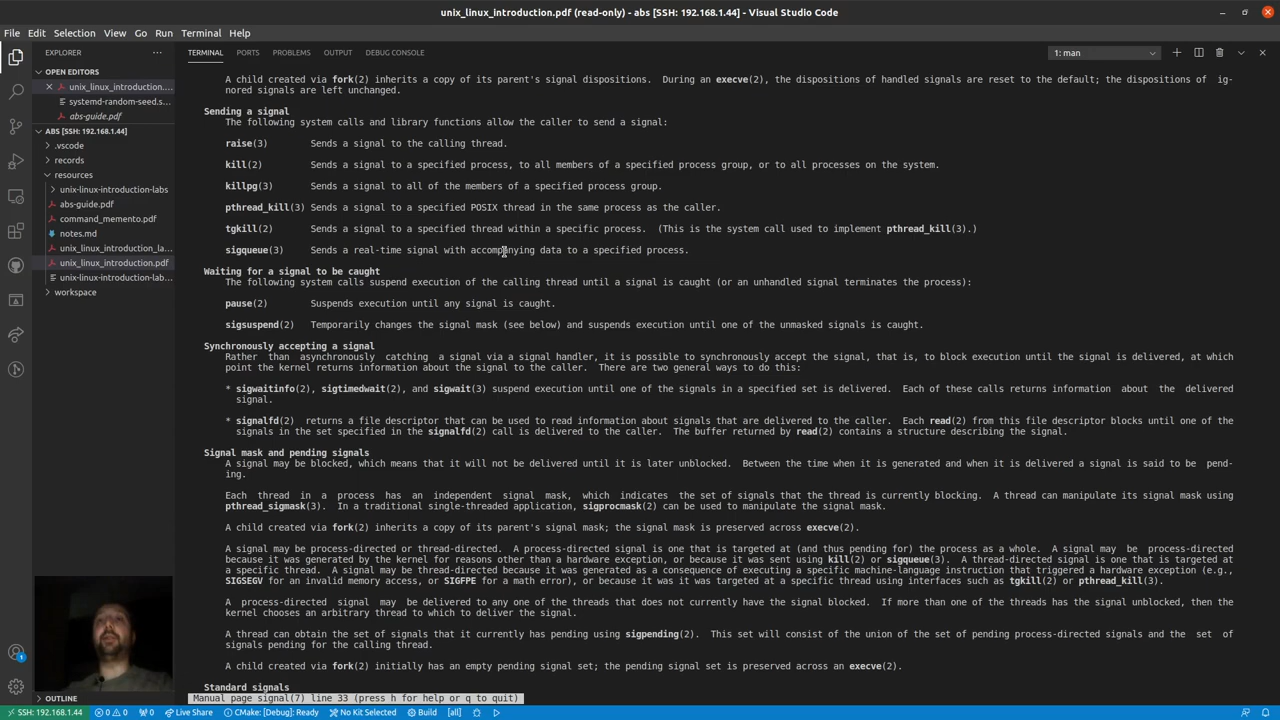 unix_linux_introduction.pdf (read-only) - abs [SSH: 192.168.1.44] - Visual Studio Code
File Edit Selection View Go Run Terminal Help
EXPLORER
OPEN EDITORS
unix_linux_introduction....
systemd-random-seed.s...
abs-guide.pdf
ABS [SSH: 192.168.1.44]
.vscode
records
resources
unix-linux-introduction-labs
abs-guide.pdf
command_memento.pdf
notes.md
unix_linux_introduction_la...
unix_linux_introduction.pdf
unix-linux-introduction-lab...
workspace
OUTLINE
TERMINAL PORTS PROBLEMS OUTPUT DEBUG CONSOLE
1: man
A child created via fork(2) inherits a copy of its parent's signal dispositions. During an execve(2), the dispositions of handled signals are reset to the default; the dispositions of ig-
nored signals are left unchanged.
Sending a signal
The following system calls and library functions allow the caller to send a signal:
raise(3) Sends a signal to the calling thread.
kill(2) Sends a signal to a specified process, to all members of a specified process group, or to all processes on the system.
killpg(3) Sends a signal to all of the members of a specified process group.
pthread_kill(3) Sends a signal to a specified POSIX thread in the same process as the caller.
tgkill(2) Sends a signal to a specified thread within a specific process. (This is the system call used to implement pthread_kill(3).)
sigqueue(3) Sends a real-time signal with accompanying data to a specified process.
Waiting for a signal to be caught
The following system calls suspend execution of the calling thread until a signal is caught (or an unhandled signal terminates the process):
pause(2) Suspends execution until any signal is caught.
sigsuspend(2) Temporarily changes the signal mask (see below) and suspends execution until one of the unmasked signals is caught.
Synchronously accepting a signal
Rather than asynchronously catching a signal via a signal handler, it is possible to synchronously accept the signal, that is, to block execution until the signal is delivered, at which
point the kernel returns information about the signal to the caller. There are two general ways to do this:
* sigwaitinfo(2), sigtimedwait(2), and sigwait(3) suspend execution until one of the signals in a specified set is delivered. Each of these calls returns information about the delivered
signal.
* signalfd(2) returns a file descriptor that can be used to read information about signals that are delivered to the caller. Each read(2) from this file descriptor blocks until one of the
signals in the set specified in the signalfd(2) call is delivered to the caller. The buffer returned by read(2) contains a structure describing the signal.
Signal mask and pending signals
A signal may be blocked, which means that it will not be delivered until it is later unblocked. Between the time when it is generated and when it is delivered a signal is said to be pend-
ing.
Each thread in a process has an independent signal mask, which indicates the set of signals that the thread is currently blocking. A thread can manipulate its signal mask using
pthread_sigmask(3). In a traditional single-threaded application, sigprocmask(2) can be used to manipulate the signal mask.
A child created via fork(2) inherits a copy of its parent's signal mask; the signal mask is preserved across execve(2).
A signal may be process-directed or thread-directed. A process-directed signal is one that is targeted at (and thus pending for) the process as a whole. A signal may be process-directed
because it was generated by the kernel for reasons other than a hardware exception, or because it was sent using kill(2) or sigqueue(3). A thread-directed signal is one that is targeted at
a specific thread. A signal may be thread-directed because it was generated as a consequence of executing a specific machine-language instruction that triggered a hardware exception (e.g.,
SIGSEGV for an invalid memory access, or SIGFPE for a math error), or because it was it was targeted at a specific thread using interfaces such as tgkill(2) or pthread_kill(3).
A process-directed signal may be delivered to any one of the threads that does not currently have the signal blocked. If more than one of the threads has the signal unblocked, then the
kernel chooses an arbitrary thread to which to deliver the signal.
A thread can obtain the set of signals that it currently has pending using sigpending(2). This set will consist of the union of the set of pending process-directed signals and the set of
signals pending for the calling thread.
A child created via fork(2) initially has an empty pending signal set; the pending signal set is preserved across an execve(2).
Standard signals
Manual page signal(7) line 33 (press h for help or q to quit)
1
SSH: 192.168.1.44 0 0 0 Live Share CMake: [Debug]: Ready No Kit Selected Build [all]